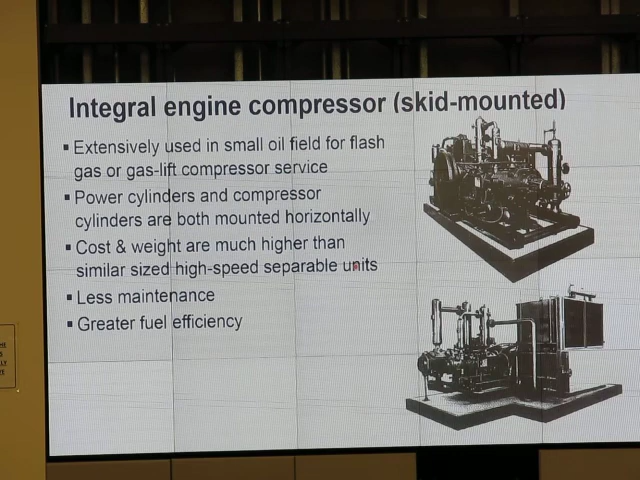 Integral engine compressor (skid-mounted)
▪ Extensively used in small oil field for flash
gas or gas-lift compressor service
▪ Power cylinders and compressor
cylinders are both mounted horizontally
▪ Cost & weight are much higher than
similar sized high-speed separable units
▪ Less maintenance
▪ Greater fuel efficiency